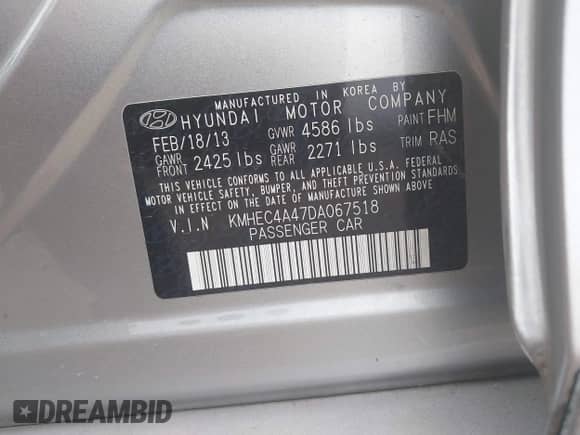 MANUFACTURED IN KOREA BY
HYUNDAI MOTOR COMPANY
FEB/18/13 GVWR 4586 lbs PAINT FHM
GAWR FRONT 2425 lbs GAWR REAR 2271 lbs TRIM RAS
THIS VEHICLE CONFORMS TO ALL APPLICABLE U.S.A. FEDERAL
MOTOR VEHICLE SAFETY, BUMPER, AND THEFT PREVENTION STANDARDS
IN EFFECT ON THE DATE OF MANUFACTURE SHOWN ABOVE.
V.I.N KMHEC4A47DA067518
PASSENGER CAR
DREAMBID